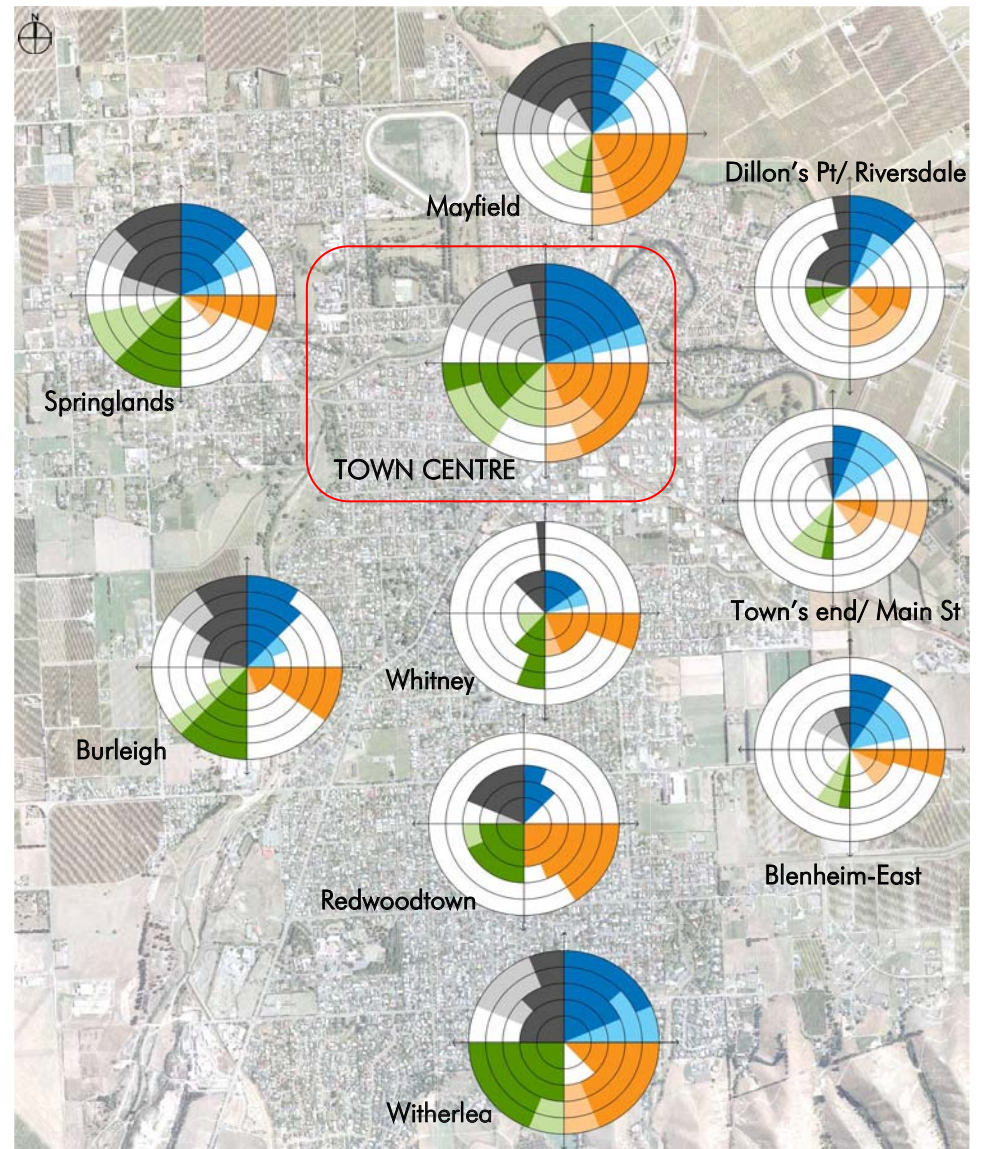 N
Mayfield
Dillon's Pt/ Riversdale
Springlands
TOWN CENTRE
Town's end/ Main St
Whitney
Burleigh
Blenheim-East
Redwoodtown
Witherlea